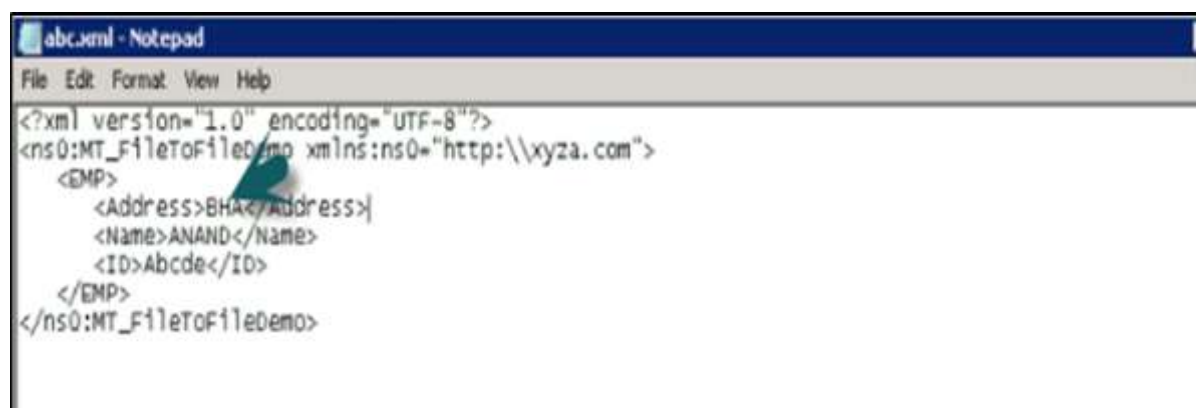 abc.xml - Notepad
File Edit Format View Help
<?xml version="1.0" encoding="UTF-8"?>
<ns0:MT_FileToFileDemo xmlns:ns0="http:\\xyza.com">
<EMP>
<Address>BHA</Address>
<Name>ANAND</Name>
<ID>Abcde</ID>
</EMP>
</ns0:MT_FileToFileDemo>